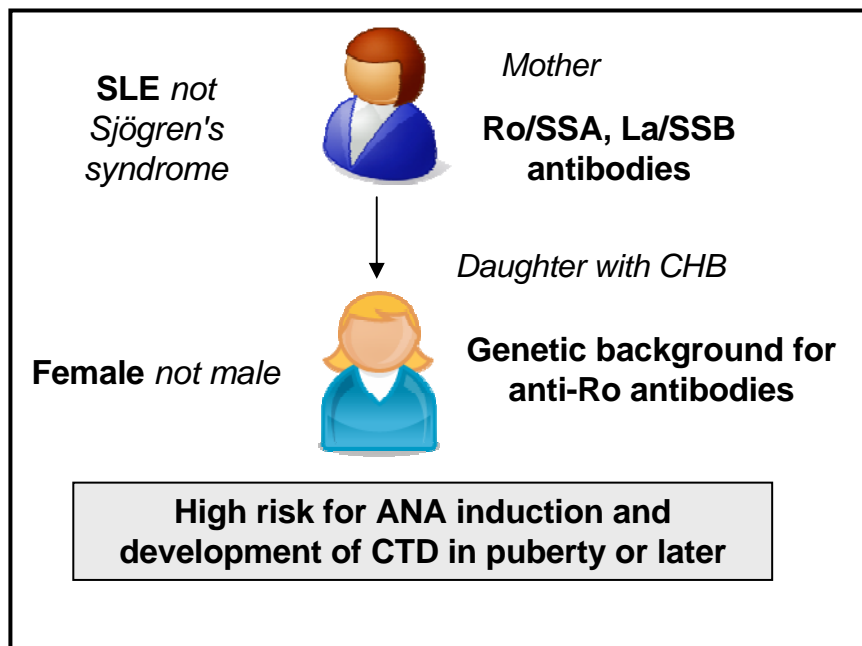 SLE not
Sjögren's
syndrome
Mother
Ro/SSA, La/SSB
antibodies
Daughter with CHB
Female not male
Genetic background for
anti-Ro antibodies
High risk for ANA induction and
development of CTD in puberty or later